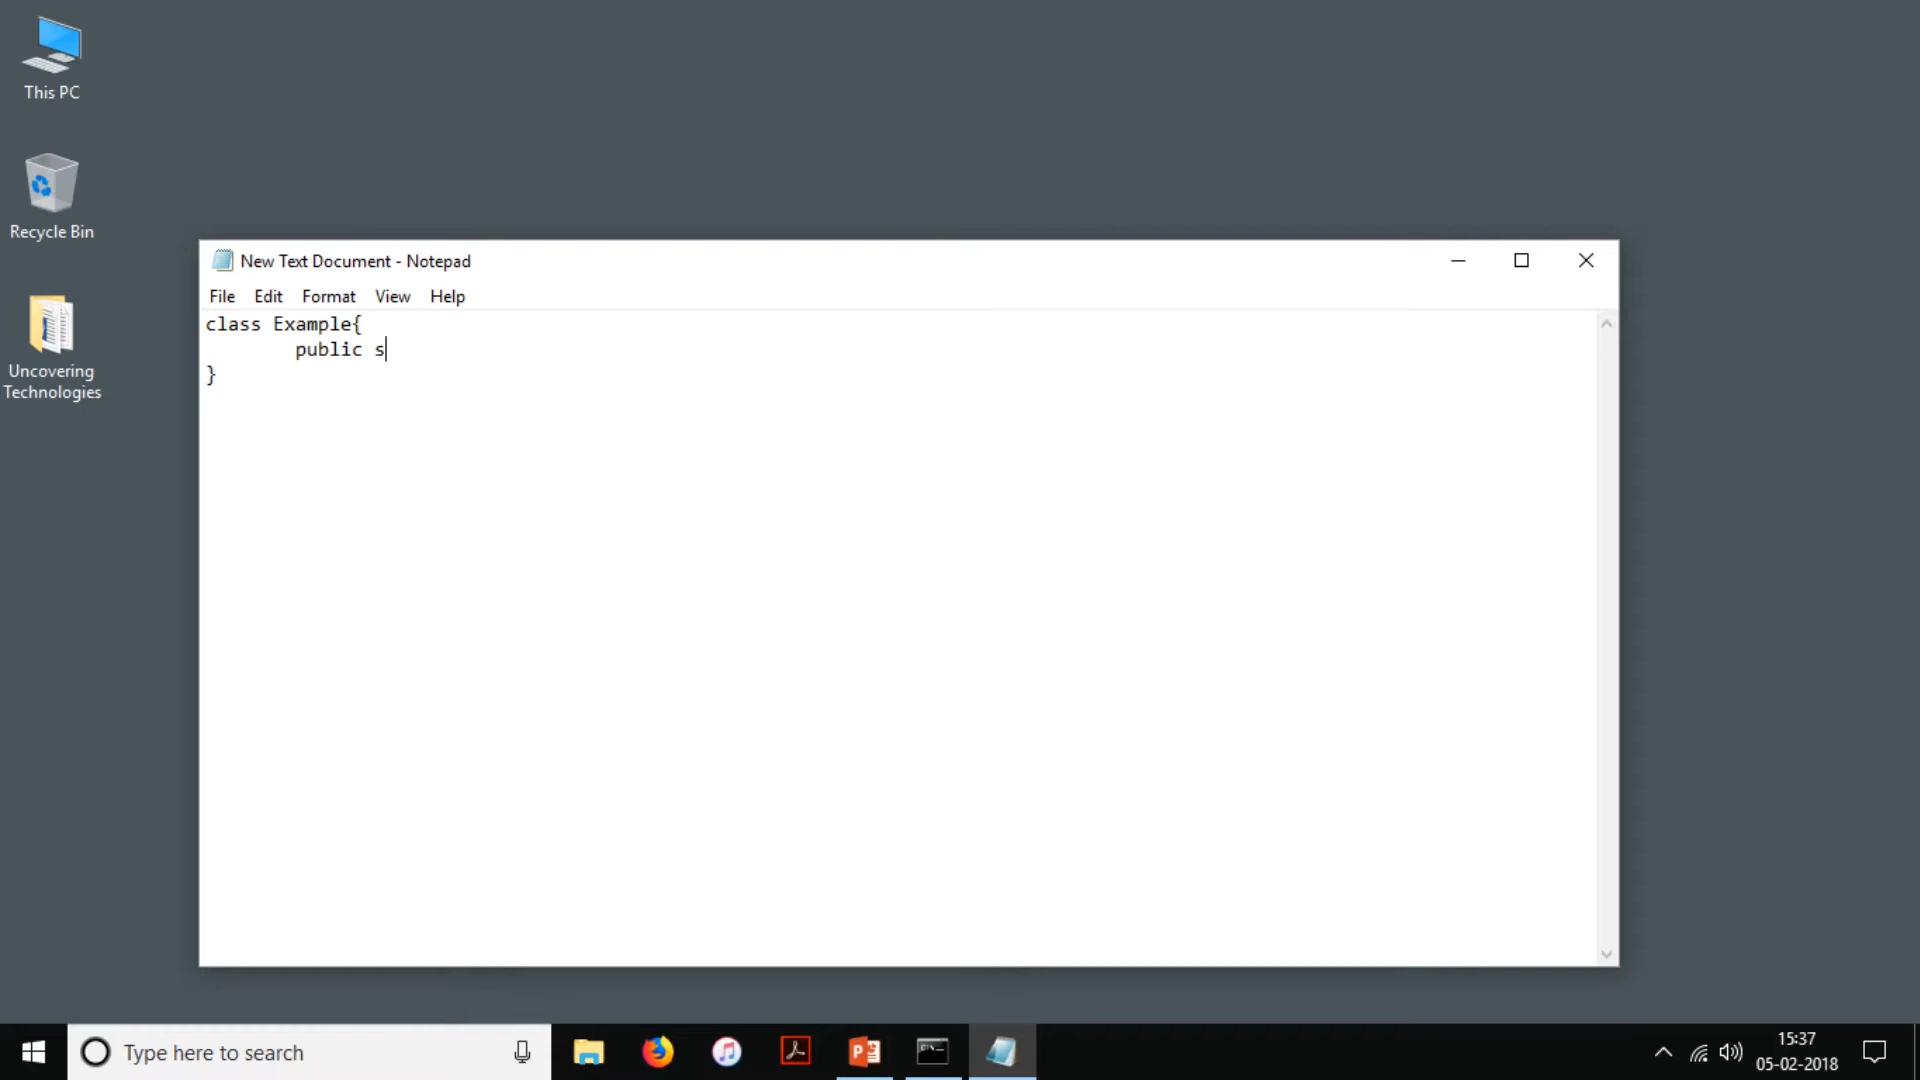 This PC
Recycle Bin
Uncovering
Technologies
New Text Document - Notepad
File Edit Format View Help
class Example{
        public s
}
Type here to search
15:37
05-02-2018